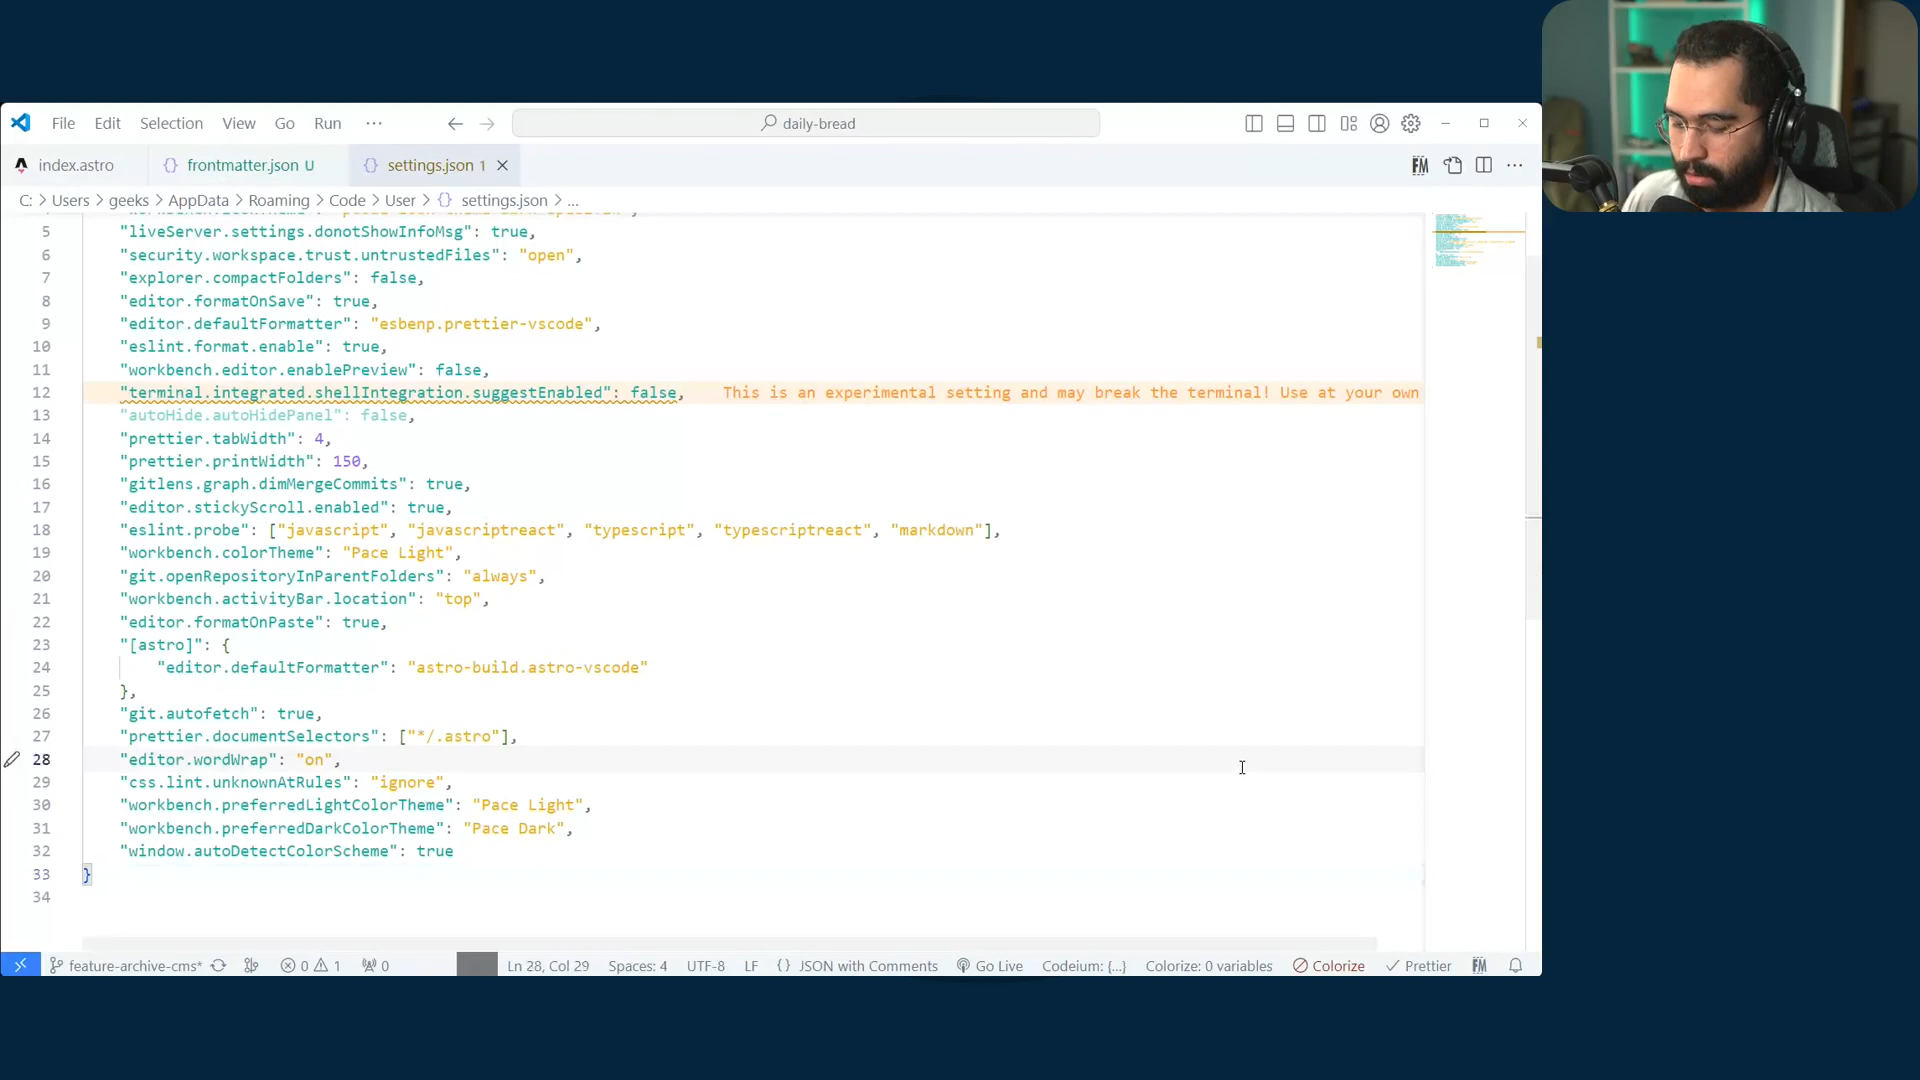 File Edit Selection View Go Run ··· daily-bread
index.astro {} frontmatter.json U {} settings.json 1
C: > Users > geeks > AppData > Roaming > Code > User > {} settings.json > ...
5 "liveServer.settings.donotShowInfoMsg": true,
6 "security.workspace.trust.untrustedFiles": "open",
7 "explorer.compactFolders": false,
8 "editor.formatOnSave": true,
9 "editor.defaultFormatter": "esbenp.prettier-vscode",
10 "eslint.format.enable": true,
11 "workbench.editor.enablePreview": false,
12 "terminal.integrated.shellIntegration.suggestEnabled": false, This is an experimental setting and may break the terminal! Use at your own
13 "autoHide.autoHidePanel": false,
14 "prettier.tabWidth": 4,
15 "prettier.printWidth": 150,
16 "gitlens.graph.dimMergeCommits": true,
17 "editor.stickyScroll.enabled": true,
18 "eslint.probe": ["javascript", "javascriptreact", "typescript", "typescriptreact", "markdown"],
19 "workbench.colorTheme": "Pace Light",
20 "git.openRepositoryInParentFolders": "always",
21 "workbench.activityBar.location": "top",
22 "editor.formatOnPaste": true,
23 "[astro]": {
24 "editor.defaultFormatter": "astro-build.astro-vscode"
25 },
26 "git.autofetch": true,
27 "prettier.documentSelectors": ["*/.astro"],
28 "editor.wordWrap": "on",
29 "css.lint.unknownAtRules": "ignore",
30 "workbench.preferredLightColorTheme": "Pace Light",
31 "workbench.preferredDarkColorTheme": "Pace Dark",
32 "window.autoDetectColorScheme": true
33 }
34
feature-archive-cms* 0 1 0 Ln 28, Col 29 Spaces: 4 UTF-8 LF {} JSON with Comments Go Live Codeium: {...} Colorize: 0 variables Colorize Prettier FM